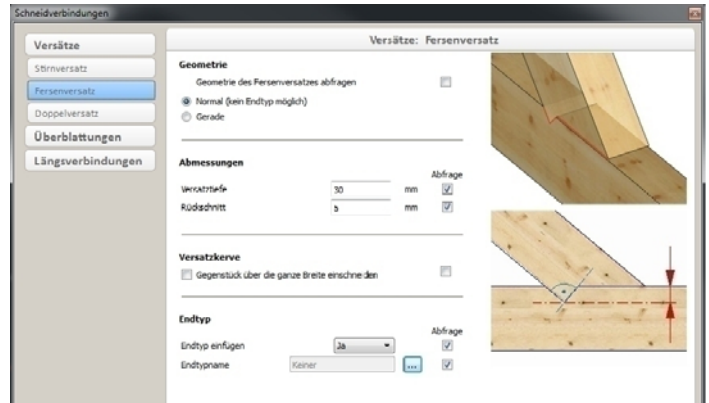 Schneidverbindungen
Versätze
Stirnversatz
Fersenversatz
Doppelversatz
Überblattungen
Längsverbindungen
Versätze: Fersenversatz
Geometrie
Geometrie des Fersenversatzes abfragen
Normal (kein Endtyp möglich)
Gerade
Abmessungen
Abfrage
Versatztiefe 30 mm
Rückschnitt 5 mm
Versatzkerve
Gegenstück über die ganze Breite einschneiden
Endtyp
Abfrage
Endtyp einfügen Ja
Endtypname Keiner ...